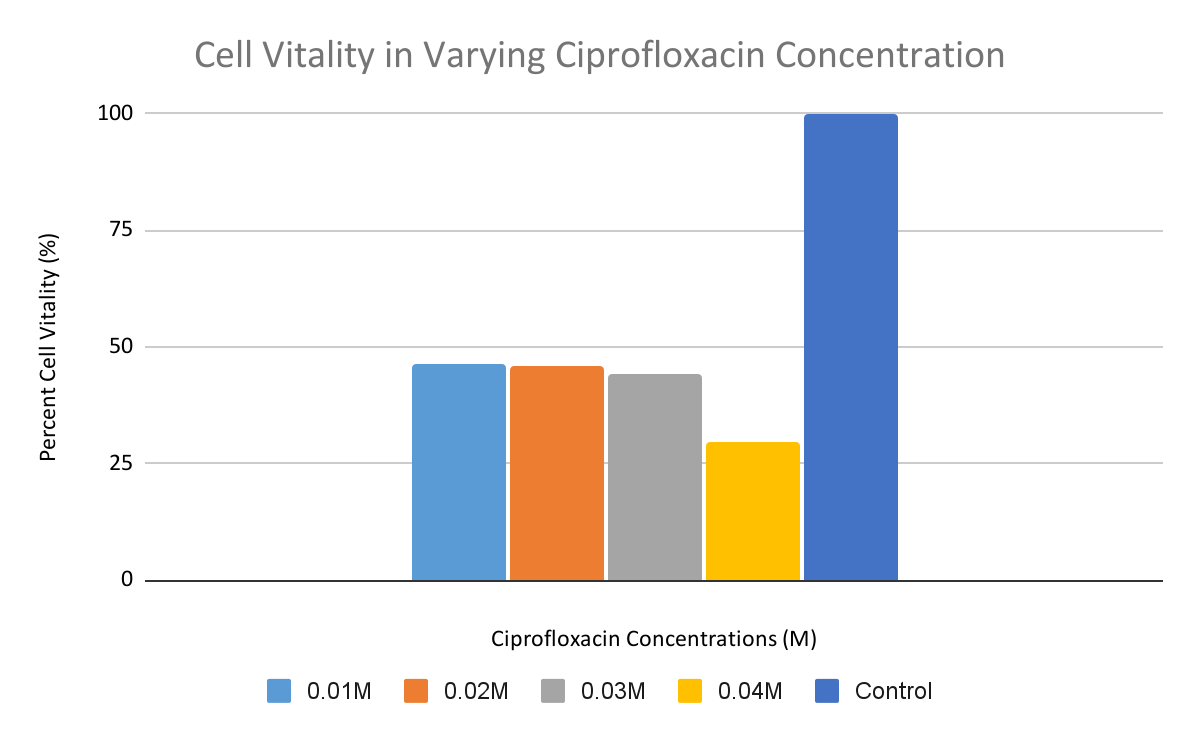 Cell Vitality in Varying Ciprofloxacin Concentration
Percent Cell Vitality (%)
100
75
50
25
0
Ciprofloxacin Concentrations (M)
0.01M 0.02M 0.03M 0.04M Control